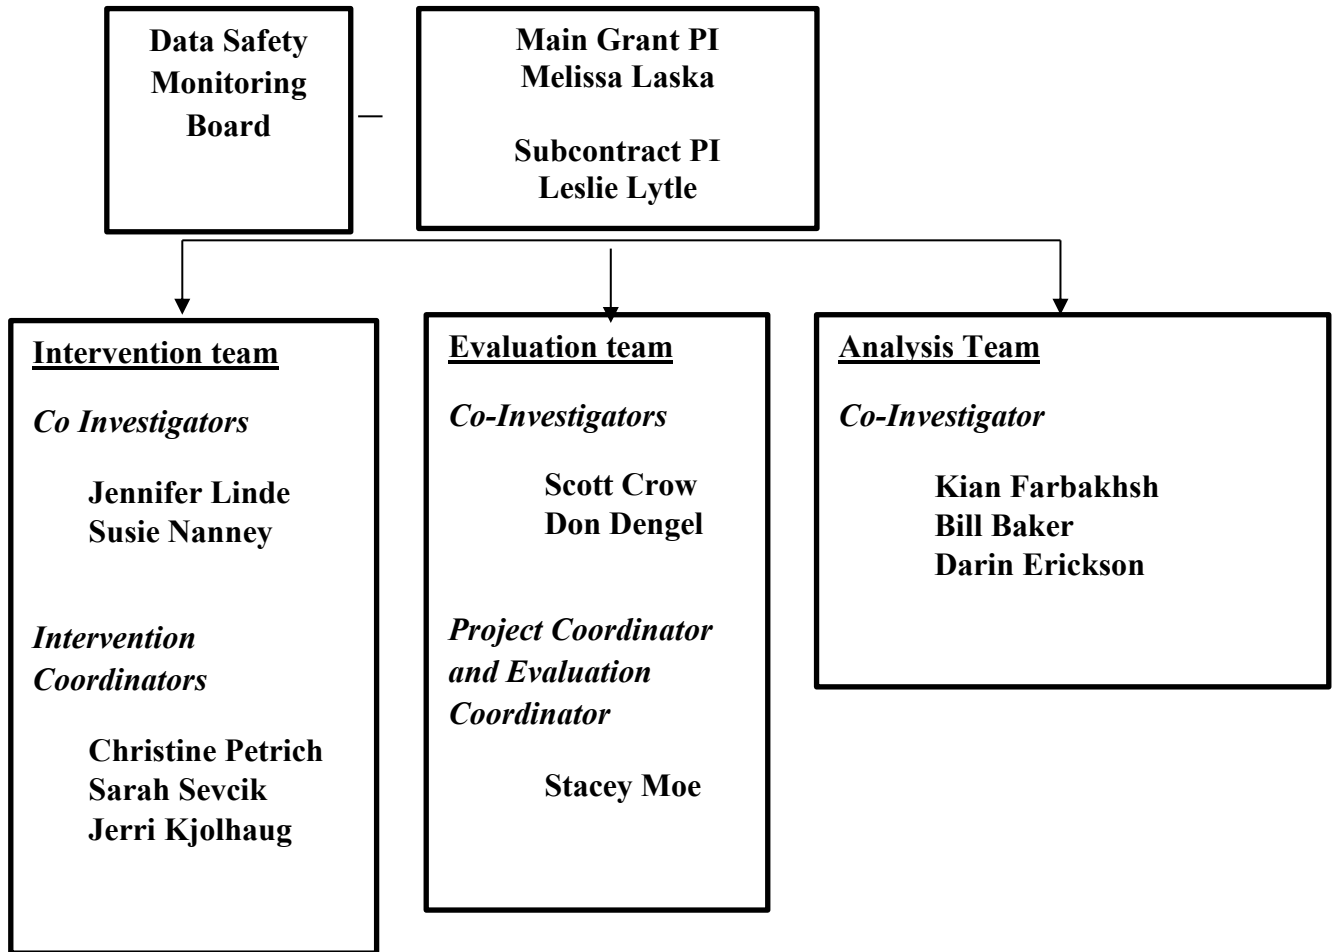 Data Safety
Monitoring
Board
Main Grant PI
Melissa Laska
Subcontract PI
Leslie Lytle
Intervention team
Co Investigators
Jennifer Linde
Susie Nanney
Intervention
Coordinators
Christine Petrich
Sarah Sevcik
Jerri Kjolhaug
Evaluation team
Co-Investigators
Scott Crow
Don Dengel
Project Coordinator
and Evaluation
Coordinator
Stacey Moe
Analysis Team
Co-Investigator
Kian Farbakhsh
Bill Baker
Darin Erickson